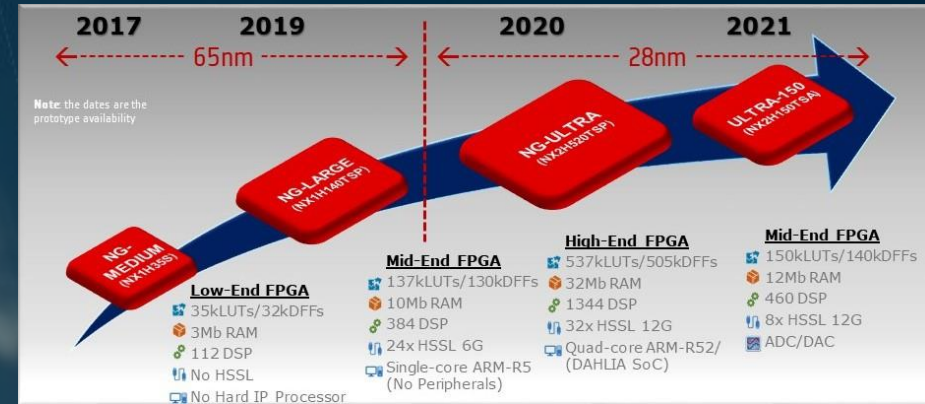 2017 2019 2020 2021
65nm 28nm
Note: the dates are the
prototype availability
NG-
MEDIUM
(NX1H35S)
NG-LARGE
(NX1H140TSP)
NG-ULTRA
(NX2H520TSP)
ULTRA-150
(NX2H150TSA)
Low-End FPGA
35kLUTs/32kDFFs
3Mb RAM
112 DSP
No HSSL
No Hard IP Processor
Mid-End FPGA
137kLUTs/130kDFFs
10Mb RAM
384 DSP
24x HSSL 6G
Single-core ARM-R5
(No Peripherals)
High-End FPGA
537kLUTs/505kDFFs
32Mb RAM
1344 DSP
32x HSSL 12G
Quad-core ARM-R52/
(DAHLIA SoC)
Mid-End FPGA
150kLUTs/140kDFFs
12Mb RAM
460 DSP
8x HSSL 12G
ADC/DAC